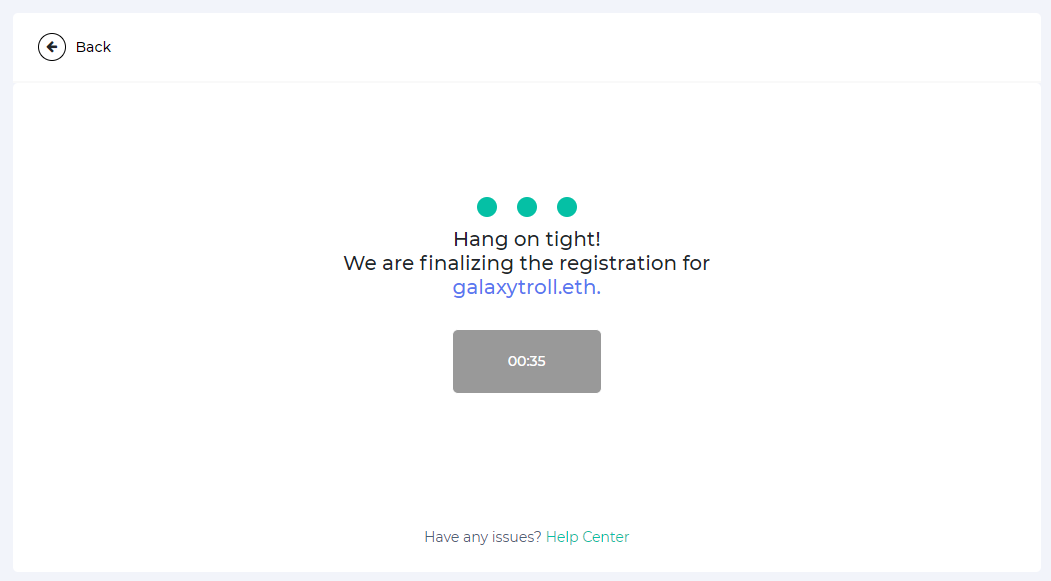 Back
Hang on tight!
We are finalizing the registration for
galaxytroll.eth.
00:35
Have any issues? Help Center